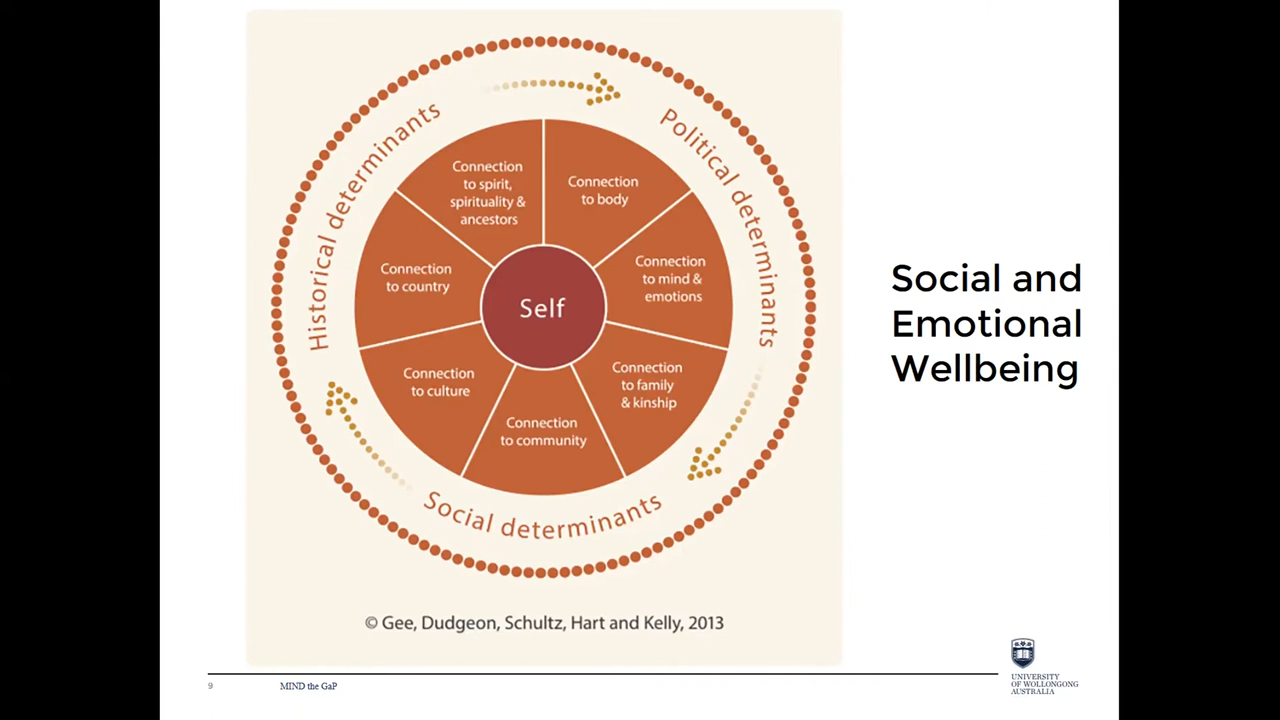 Historical determinants
Political determinants
Social determinants
Connection
to spirit,
spirituality &
ancestors
Connection
to body
Connection
to mind &
emotions
Connection
to family
& kinship
Connection
to community
Connection
to culture
Connection
to country
Self
© Gee, Dudgeon, Schultz, Hart and Kelly, 2013
Social and
Emotional
Wellbeing
9
MIND the GaP
UNIVERSITY
OF WOLLONGONG
AUSTRALIA